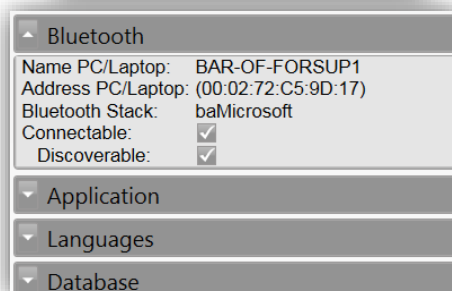 Bluetooth
Name PC/Laptop: BAR-OF-FORSUP1
Address PC/Laptop: (00:02:72:C5:9D:17)
Bluetooth Stack: baMicrosoft
Connectable:
Discoverable:
Application
Languages
Database